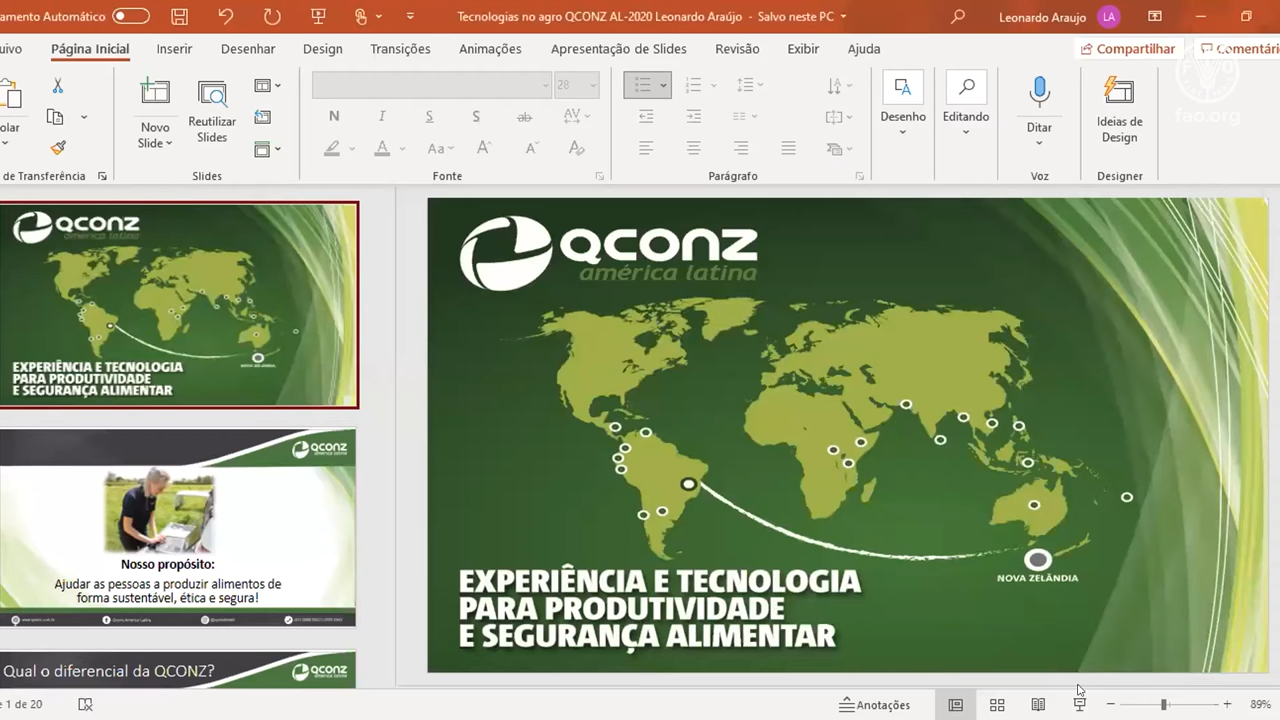 amento Automático
Tecnologias no agro QCONZ AL-2020 Leonardo Araújo - Salvo neste PC
Leonardo Araujo
LA
uivo
Página Inicial
Inserir
Desenhar
Design
Transições
Animações
Apresentação de Slides
Revisão
Exibir
Ajuda
Compartilhar
Comentário
fao.org
olar
Novo
Slide
Reutilizar
Slides
28
N
I
S
S
ab
AV
A
Aa
A
A
A
Desenho
Editando
Ditar
Ideias de
Design
de Transferência
Slides
Fonte
Parágrafo
Voz
Designer
QCONZ
américa latina
EXPERIÊNCIA E TECNOLOGIA
PARA PRODUTIVIDADE
E SEGURANÇA ALIMENTAR
QCONZ
américa latina
Nosso propósito:
Ajudar as pessoas a produzir alimentos de
forma sustentável, ética e segura!
Qual o diferencial da QCONZ?
QCONZ
américa latina
QCONZ
américa latina
NOVA ZELÂNDIA
EXPERIÊNCIA E TECNOLOGIA
PARA PRODUTIVIDADE
E SEGURANÇA ALIMENTAR
e 1 de 20
Anotações
89%